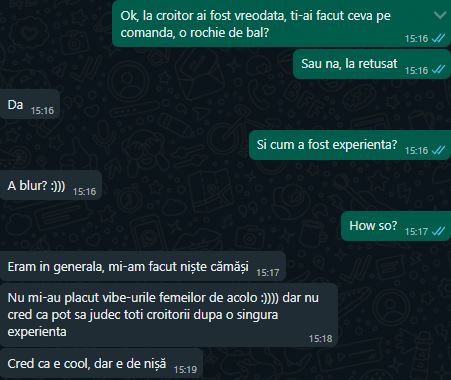 Ok, la croitor ai fost vreodata, ti-ai facut ceva pe
comanda, o rochie de bal?
15:16
Sau na, la retusat
15:16
Da
15:16
Si cum a fost experienta?
15:16
A blur? :)))
15:16
How so?
15:17
Eram in generala, mi-am facut niște cămăși
15:17
Nu mi-au placut vibe-urile femeilor de acolo :)))) dar nu
cred ca pot sa judec toti croitorii dupa o singura
experienta
15:18
Cred ca e cool, dar e de nișă
15:19